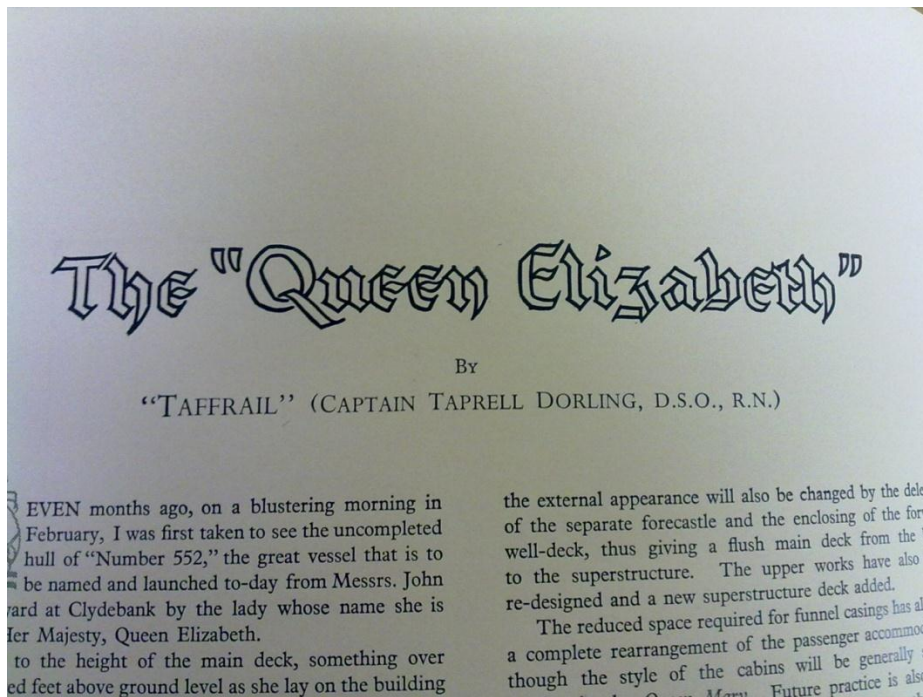 The "Queen Elizabeth"
By
"TAFFRAIL" (CAPTAIN TAPRELL DORLING, D.S.O., R.N.)
EVEN months ago, on a blustering morning in
February, I was first taken to see the uncompleted
hull of "Number 552," the great vessel that is to
be named and launched to-day from Messrs. John
at Clydebank by the lady whose name she is
Her Majesty, Queen Elizabeth.
to the height of the main deck, something over
feet above ground level as she lay on the building
the external appearance will also be changed by the
of the separate forecastle and the enclosing of the
well-deck, thus giving a flush main deck from the
to the superstructure. The upper works have also
re-designed and a new superstructure deck added.
The reduced space required for funnel casings has
a complete rearrangement of the passenger
though the style of the cabins will be generally
Queen Mary. Future practice is